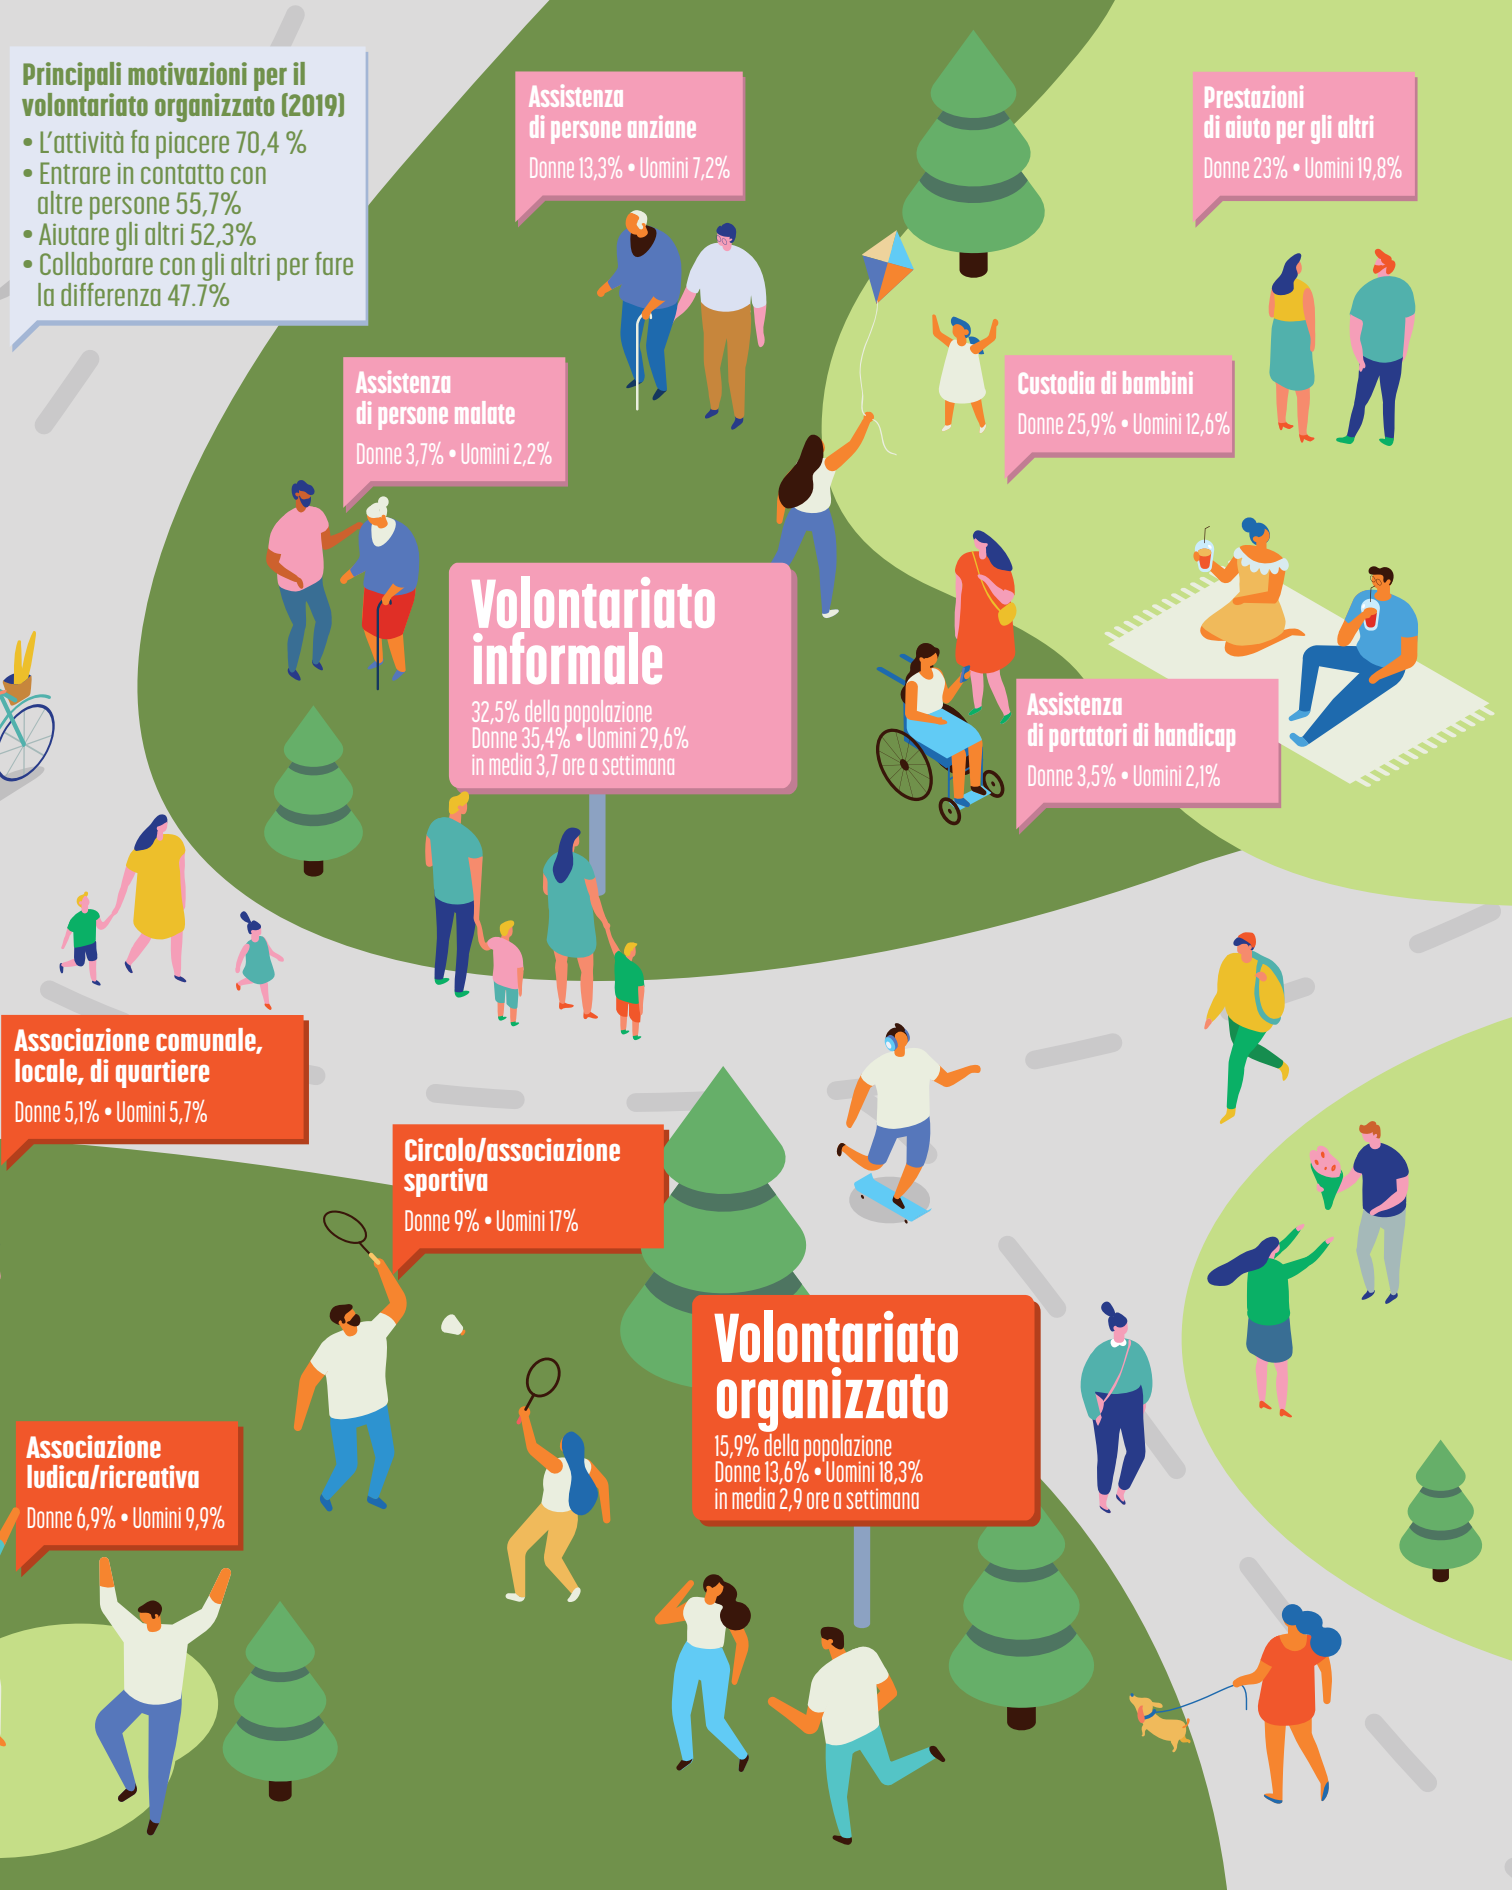 Principali motivazioni per il
volontariato organizzato (2019)
• L'attività fa piacere 70,4 %
• Entrare in contatto con
altre persone 55,7%
• Aiutare gli altri 52,3%
• Collaborare con gli altri per fare
la differenza 47.7%
Assistenza
di persone anziane
Donne 13,3% • Uomini 7,2%
Prestazioni
di aiuto per gli altri
Donne 23% • Uomini 19,8%
Assistenza
di persone malate
Donne 3,7% • Uomini 2,2%
Custodia di bambini
Donne 25,9% • Uomini 12,6%
Volontariato
informale
32,5% della popolazione
Donne 35,4% • Uomini 29,6%
in media 3,7 ore a settimana
Assistenza
di portatori di handicap
Donne 3,5% • Uomini 2,1%
Associazione comunale,
locale, di quartiere
Donne 5,1% • Uomini 5,7%
Circolo/associazione
sportiva
Donne 9% • Uomini 17%
Volontariato
organizzato
15,9% della popolazione
Donne 13,6% • Uomini 18,3%
in media 2,9 ore a settimana
Associazione
ludica/ricreativa
Donne 6,9% • Uomini 9,9%